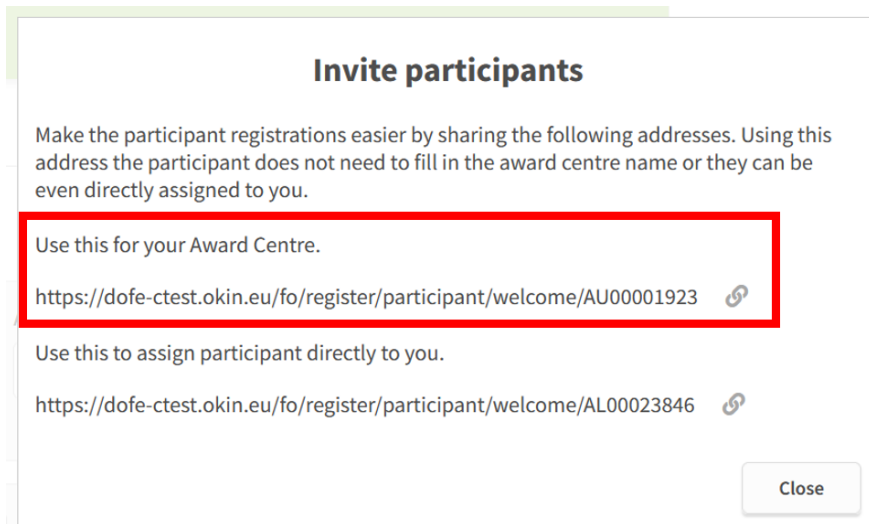 Invite participants
Make the participant registrations easier by sharing the following addresses. Using this
address the participant does not need to fill in the award centre name or they can be
even directly assigned to you.
Use this for your Award Centre.
https://dofe-ctest.okin.eu/fo/register/participant/welcome/AU00001923
Use this to assign participant directly to you.
https://dofe-ctest.okin.eu/fo/register/participant/welcome/AL00023846
Close